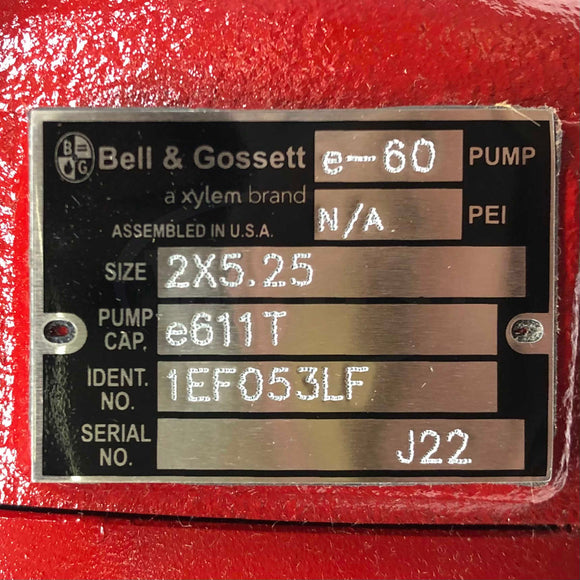 B G Bell & Gossett e-60 PUMP
a xylem brand
N/A PEI
ASSEMBLED IN U.S.A.
SIZE 2X5.25
PUMP CAP. e611T
IDENT. NO. 1EF053LF
SERIAL NO. J22